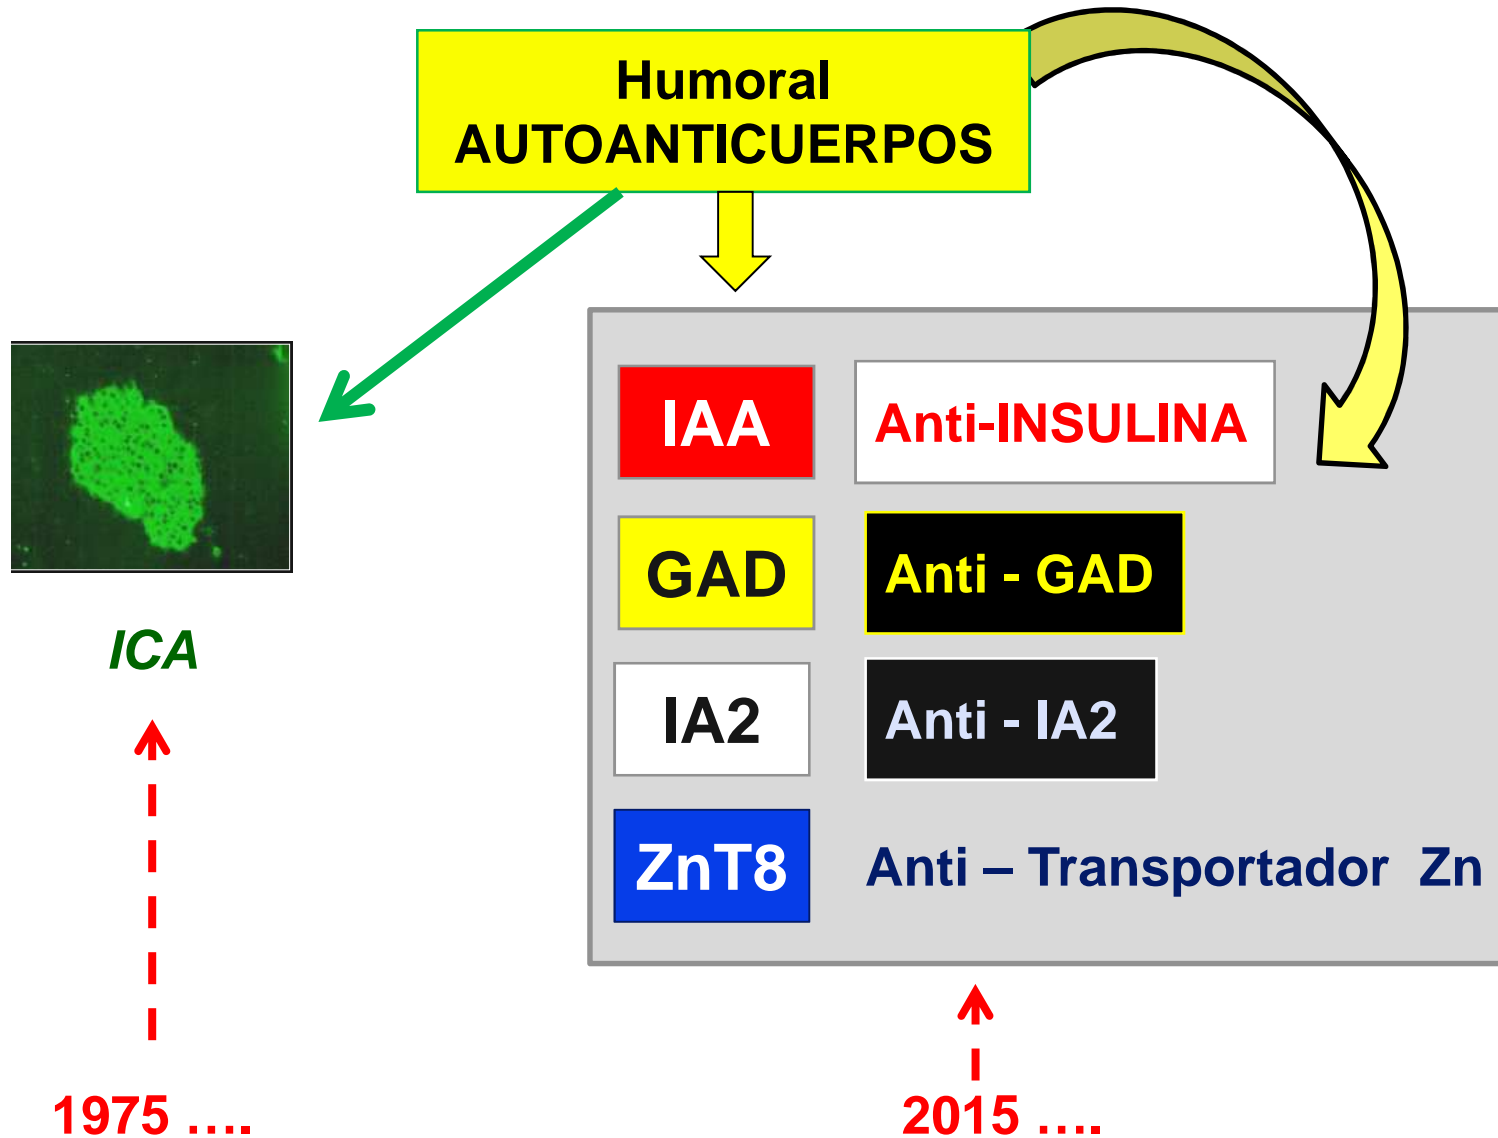 Humoral
AUTOANTICUERPOS
IAA
Anti-INSULINA
GAD
Anti - GAD
ICA
IA2
Anti - IA2
ZnT8
Anti – Transportador Zn
1975 ....
2015 ....